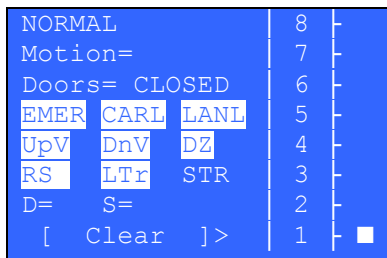 NORMAL 8
Motion= 7
Doors= CLOSED 6
EMER CARL LANL 5
UpV DnV DZ 4
RS LTr STR 3
D= S= 2
[ Clear ]> 1